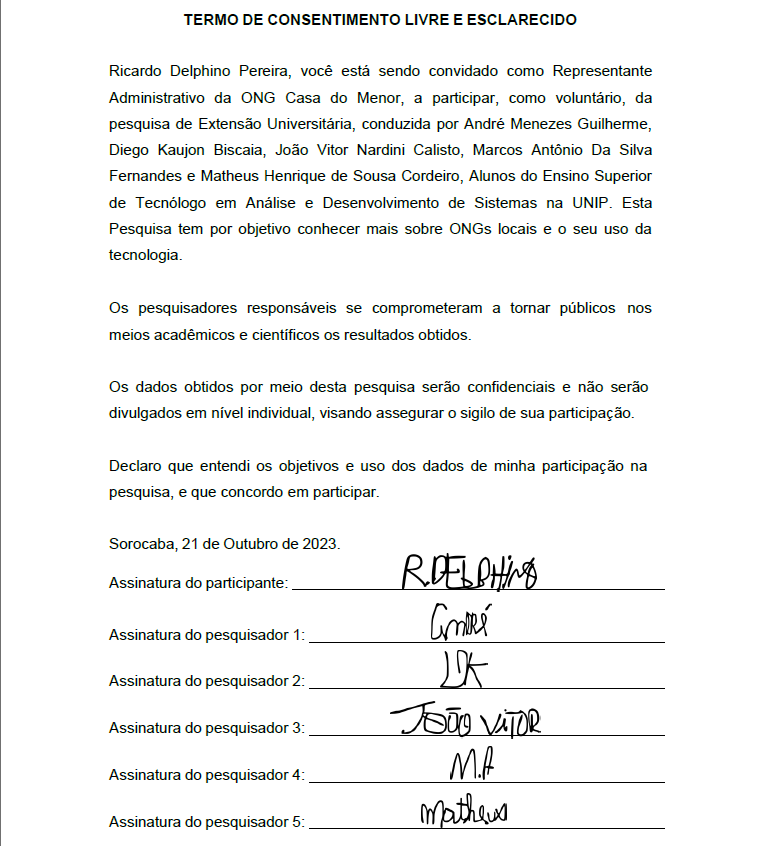 TERMO DE CONSENTIMENTO LIVRE E ESCLARECIDO
Ricardo Delphino Pereira, você está sendo convidado como Representante
Administrativo da ONG Casa do Menor, a participar, como voluntário, da
pesquisa de Extensão Universitária, conduzida por André Menezes Guilherme,
Diego Kaujon Biscaia, João Vitor Nardini Calisto, Marcos Antônio Da Silva
Fernandes e Matheus Henrique de Sousa Cordeiro, Alunos do Ensino Superior
de Tecnólogo em Análise e Desenvolvimento de Sistemas na UNIP. Esta
Pesquisa tem por objetivo conhecer mais sobre ONGs locais e o seu uso da
tecnologia.
Os pesquisadores responsáveis se comprometeram a tornar públicos nos
meios acadêmicos e científicos os resultados obtidos.
Os dados obtidos por meio desta pesquisa serão confidenciais e não serão
divulgados em nível individual, visando assegurar o sigilo de sua participação.
Declaro que entendi os objetivos e uso dos dados de minha participação na
pesquisa, e que concordo em participar.
Sorocaba, 21 de Outubro de 2023.
Assinatura do participante: R.DELPHINO
Assinatura do pesquisador 1: André
Assinatura do pesquisador 2:
Assinatura do pesquisador 3: JOÃO VITOR
Assinatura do pesquisador 4: M.A
Assinatura do pesquisador 5: Matheus